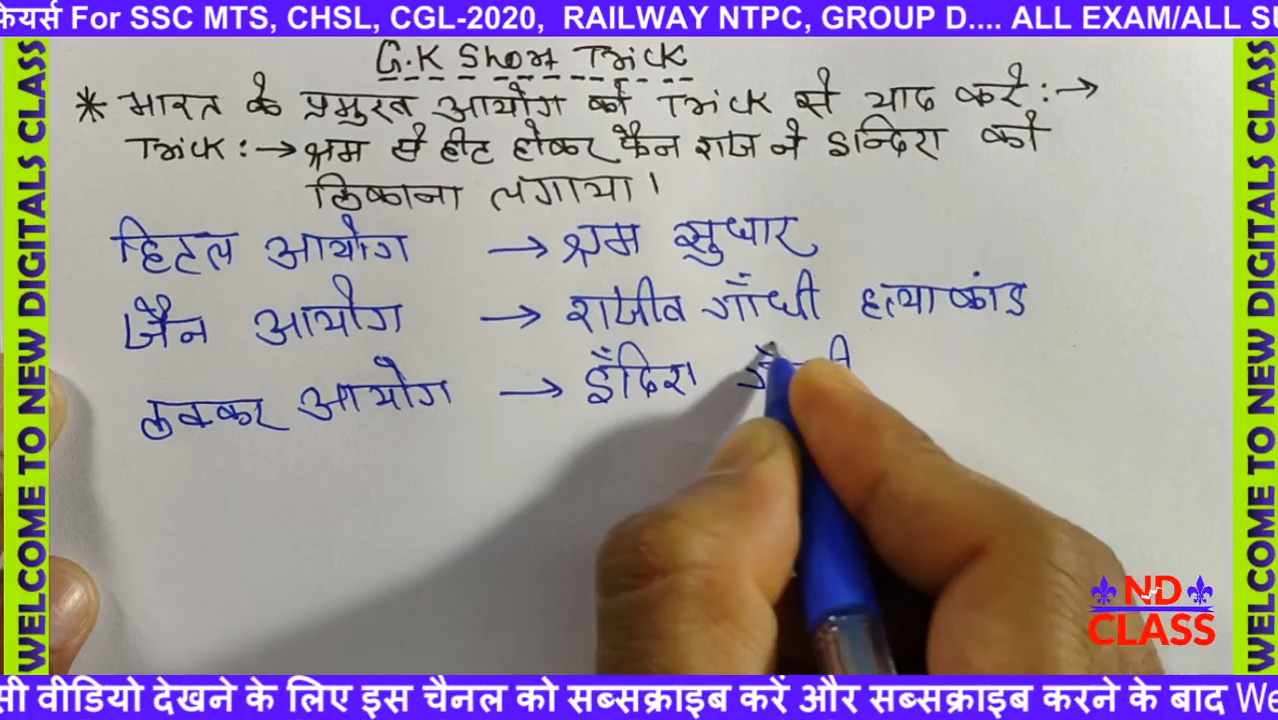 कियर्स For SSC MTS, CHSL, CGL-2020, RAILWAY NTPC, GROUP D.... ALL EXAM/ALL SU
G.K Short Trick
* भारत के प्रमुख आयोग को Trick से याद करें :→
Trick :→ श्रम से हीट होकर जैन राज ने इन्दिरा को
ठिकाना लगाया।
हिटल आयोग → श्रम सुधार
जैन आयोग → राजीव गाँधी हत्याकांड
ठक्कर आयोग → इँदिरा
WELCOME TO NEW DIGITALS CLASS
WELCOME TO NEW DIGITALS CLASS
ND
CLASS
सी वीडियो देखने के लिए इस चैनल को सब्सक्राइब करें और सब्सक्राइब करने के बाद We